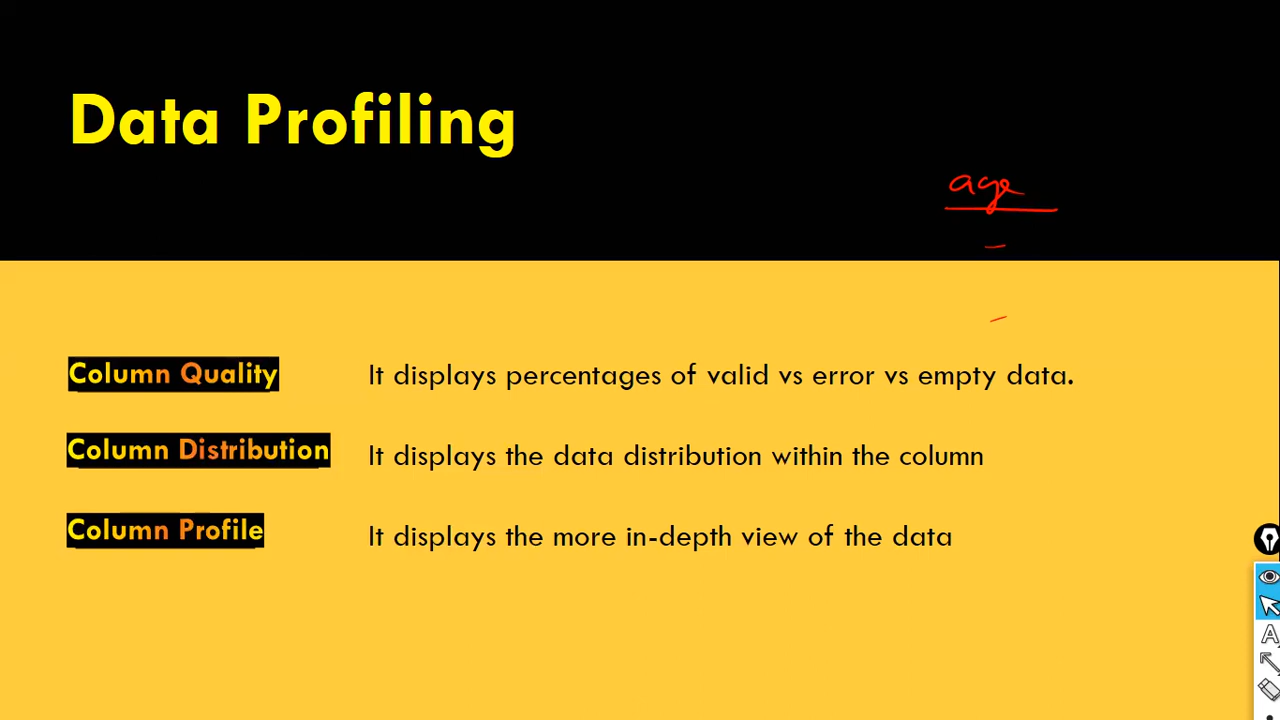 Data Profiling
age
Column Quality It displays percentages of valid vs error vs empty data.
Column Distribution It displays the data distribution within the column
Column Profile It displays the more in-depth view of the data
A